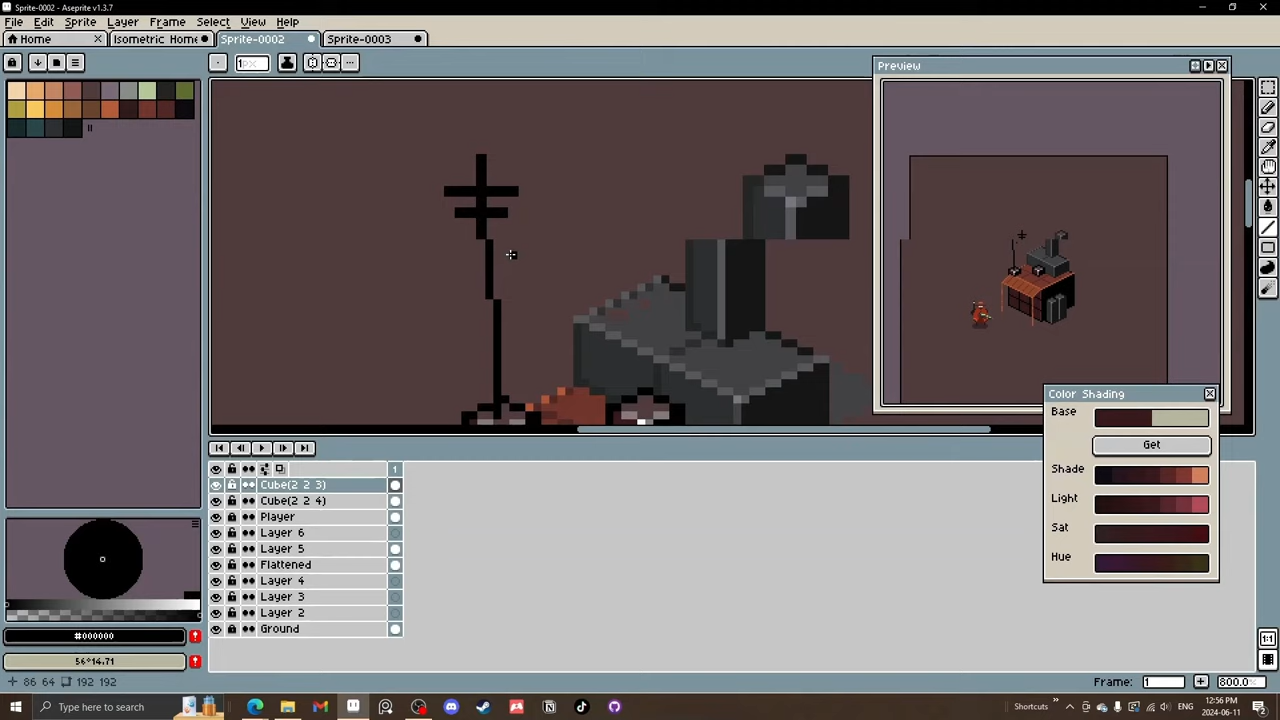 Sprite-0002 - Aseprite v1.3.7
File Edit Sprite Layer Frame Select View Help
Home Isometric Home Sprite-0002 Sprite-0003
1px
Preview
Color Shading
Base
Get
Shade
Light
Sat
Hue
1
Cube(2 2 3)
Cube(2 2 4)
Player
Layer 6
Layer 5
Flattened
Layer 4
Layer 3
Layer 2
Ground
#000000
56*14.71
1:1
86 64 192 192
Frame: 1 800.0
Type here to search
Shortcuts
ENG
12:56 PM
2024-06-11
2